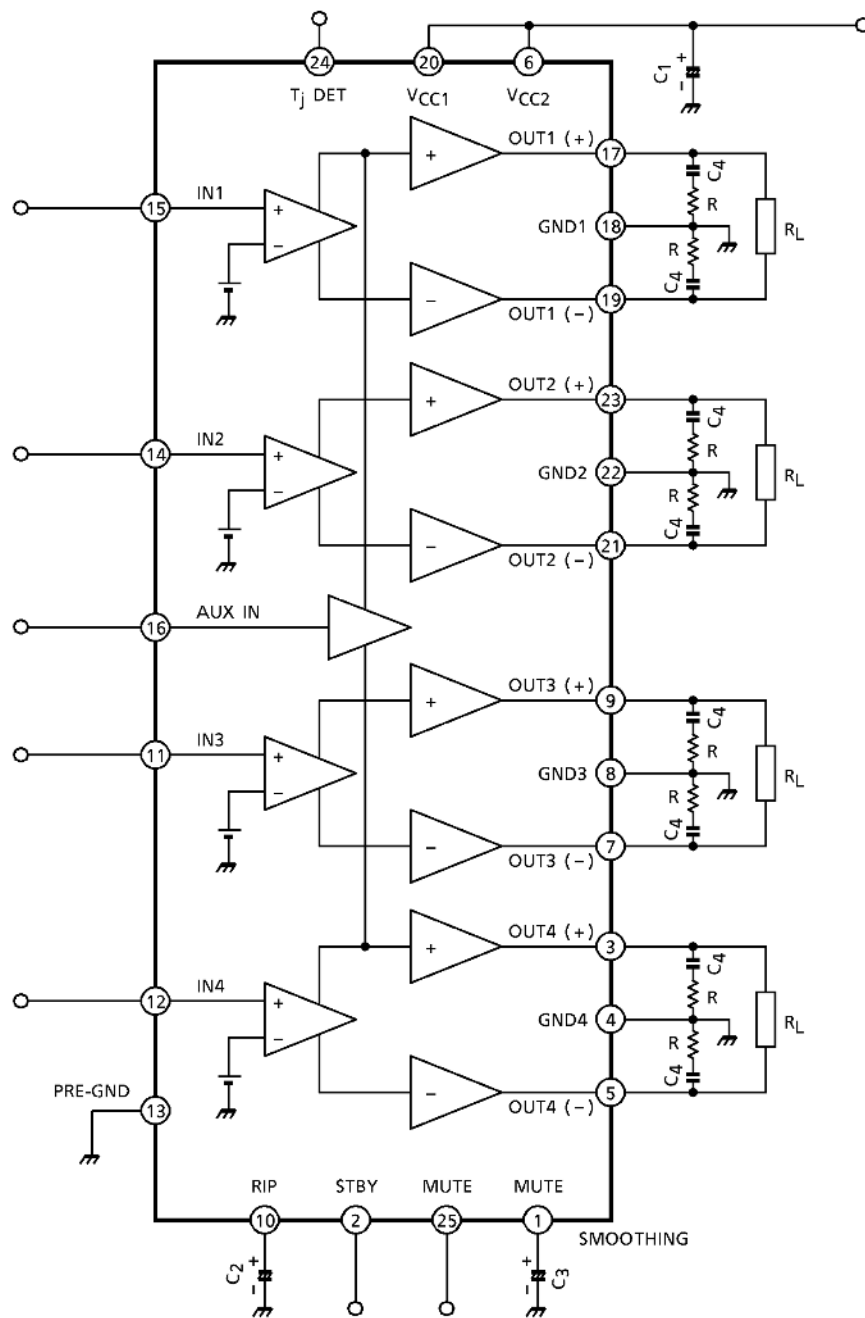 24 20 6
Tj DET VCC1 VCC2
C1 + -
+ OUT1 (+) 17
C4
R
15 IN1 + -
GND1 18
RL
R
C4
- OUT1 (-) 19
+ OUT2 (+) 23
C4
R
14 IN2 + -
GND2 22
RL
R
C4
- OUT2 (-) 21
16 AUX IN
+ OUT3 (+) 9
C4
R
11 IN3 + -
GND3 8
RL
R
C4
- OUT3 (-) 7
+ OUT4 (+) 3
C4
R
12 IN4 + -
GND4 4
RL
R
C4
- OUT4 (-) 5
PRE-GND
13
RIP STBY MUTE MUTE
10 2 25 1
SMOOTHING
C2 + -
+ - C3